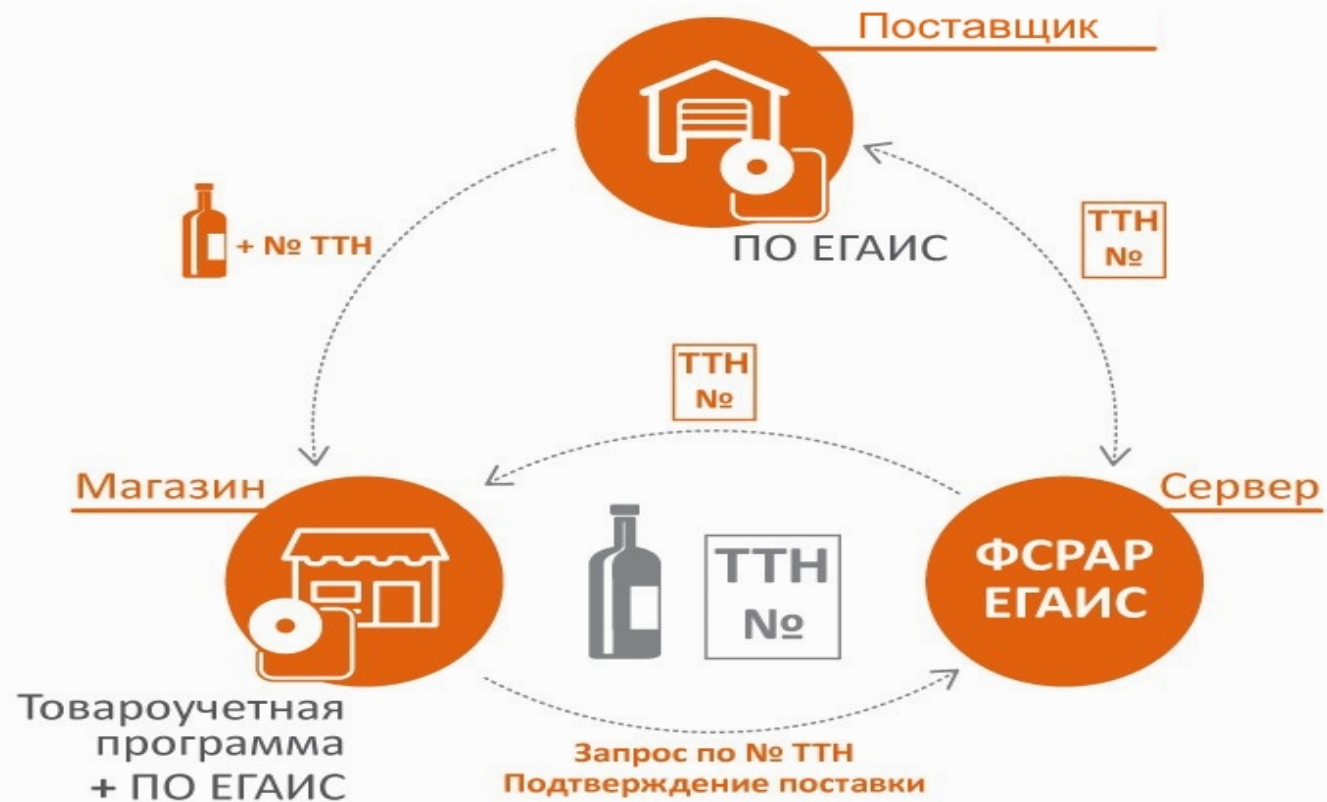 Поставщик
ПО ЕГАИС
+ № ТТН
ТТН
№
ТТН
№
Магазин
Сервер
ФСРАР
ЕГАИС
ТТН
№
Товароучетная
программа
+ ПО ЕГАИС
Запрос по № ТТН
Подтверждение поставки